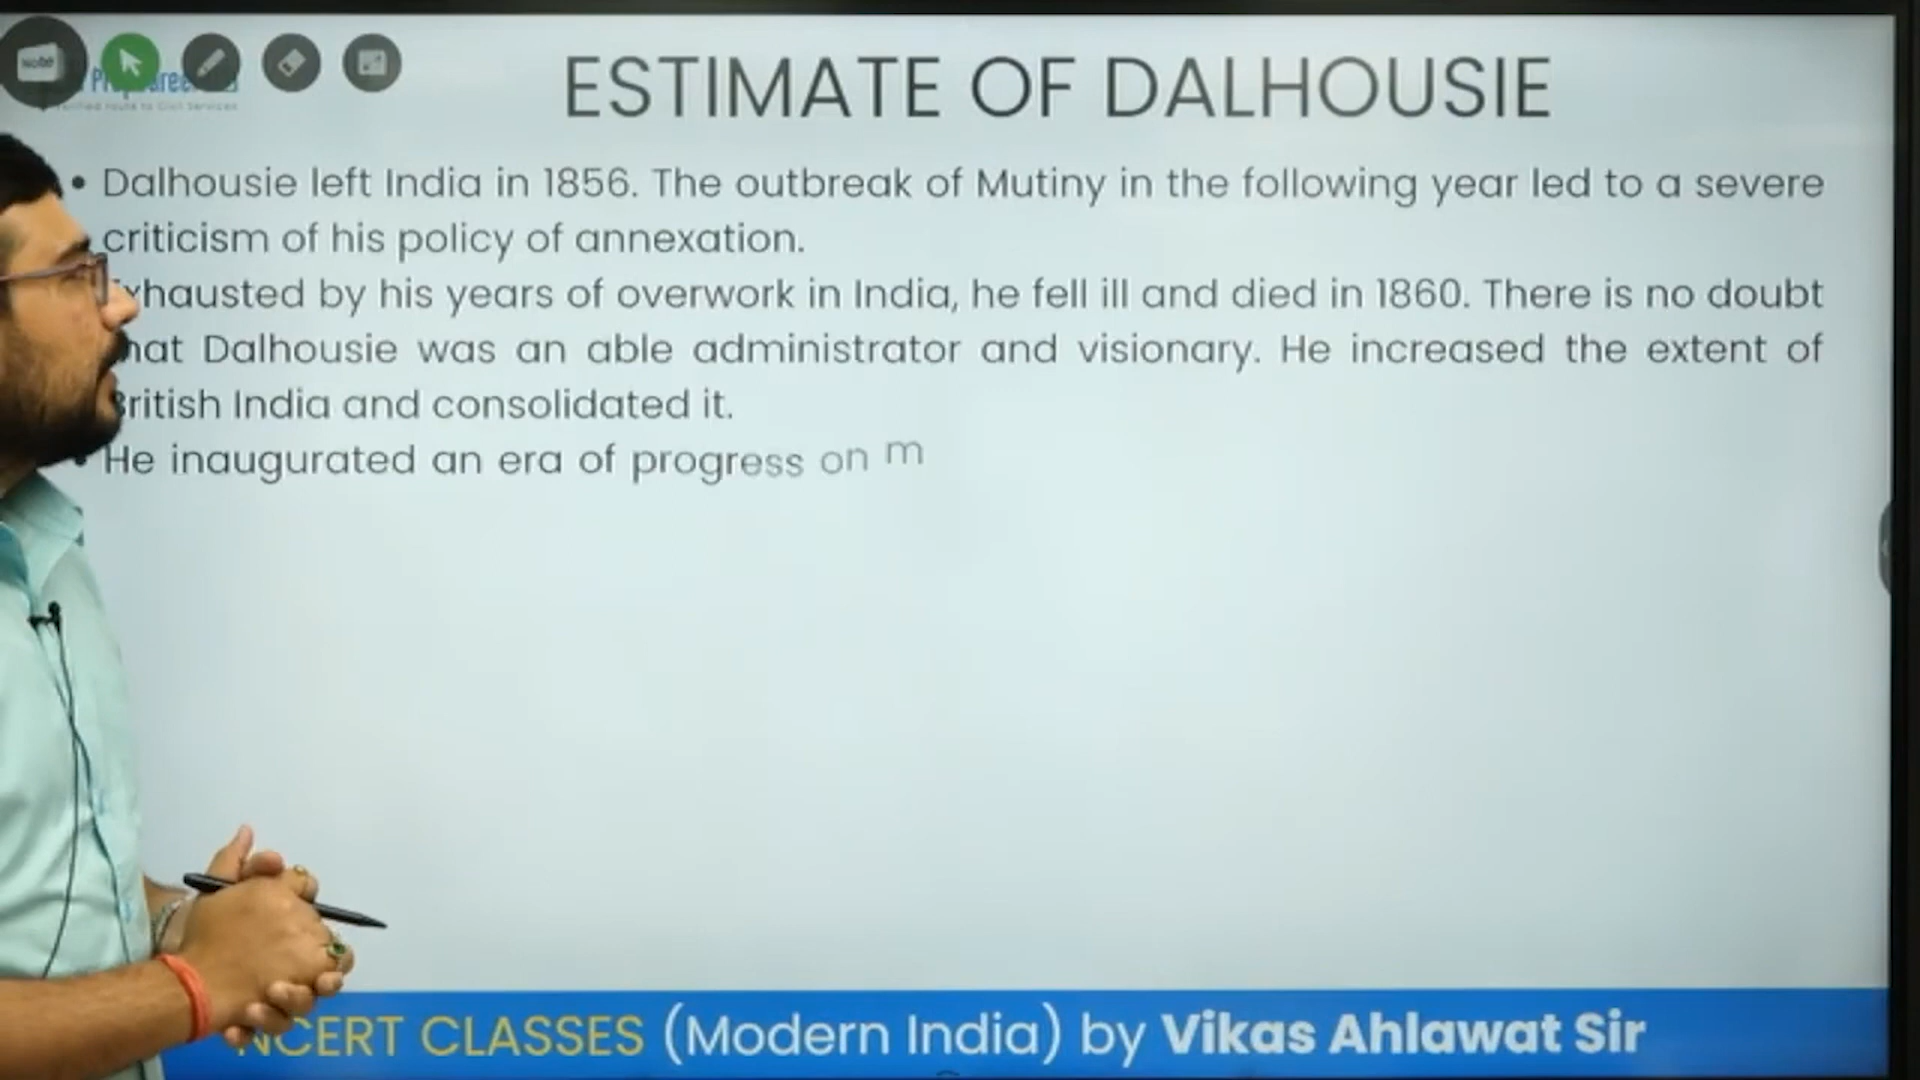 Note
ESTIMATE OF DALHOUSIE
• Dalhousie left India in 1856. The outbreak of Mutiny in the following year led to a severe
criticism of his policy of annexation.
xhausted by his years of overwork in India, he fell ill and died in 1860. There is no doubt
hat Dalhousie was an able administrator and visionary. He increased the extent of
British India and consolidated it.
• He inaugurated an era of progress on m
NCERT CLASSES (Modern India) by Vikas Ahlawat Sir